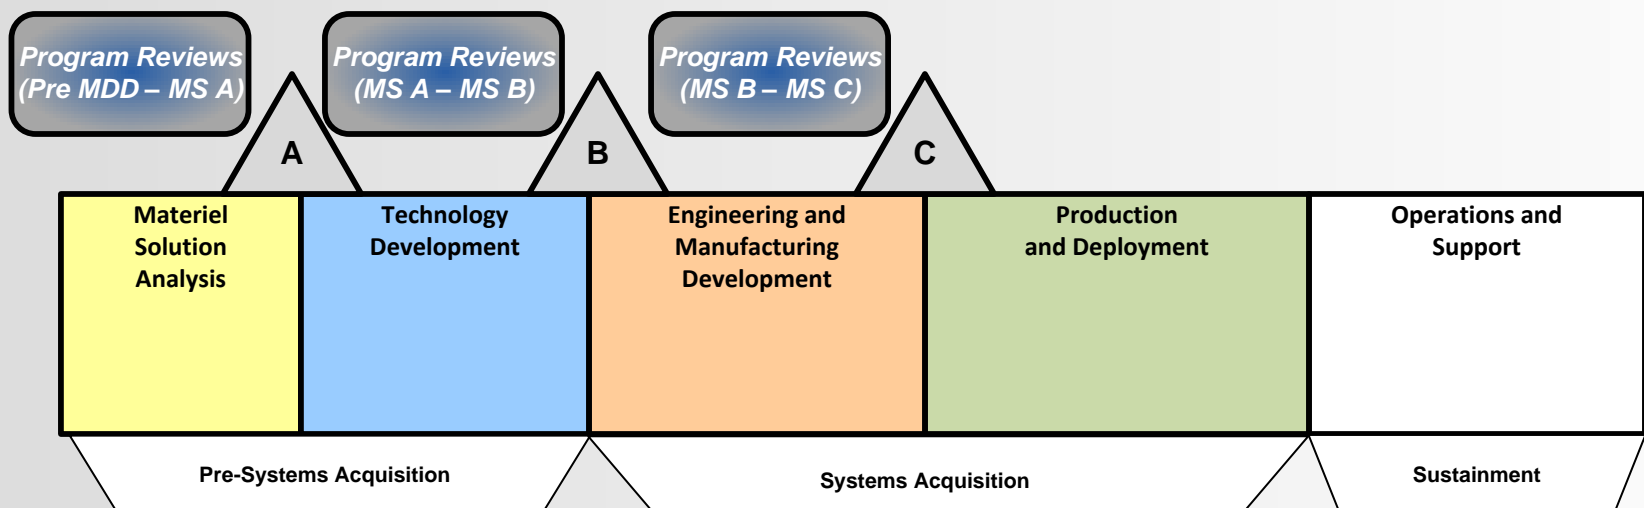 Program Reviews
(Pre MDD – MS A)
Program Reviews
(MS A – MS B)
Program Reviews
(MS B – MS C)
A
B
C
Materiel
Solution
Analysis
Technology
Development
Engineering and
Manufacturing
Development
Production
and Deployment
Operations and
Support
Pre-Systems Acquisition
Systems Acquisition
Sustainment